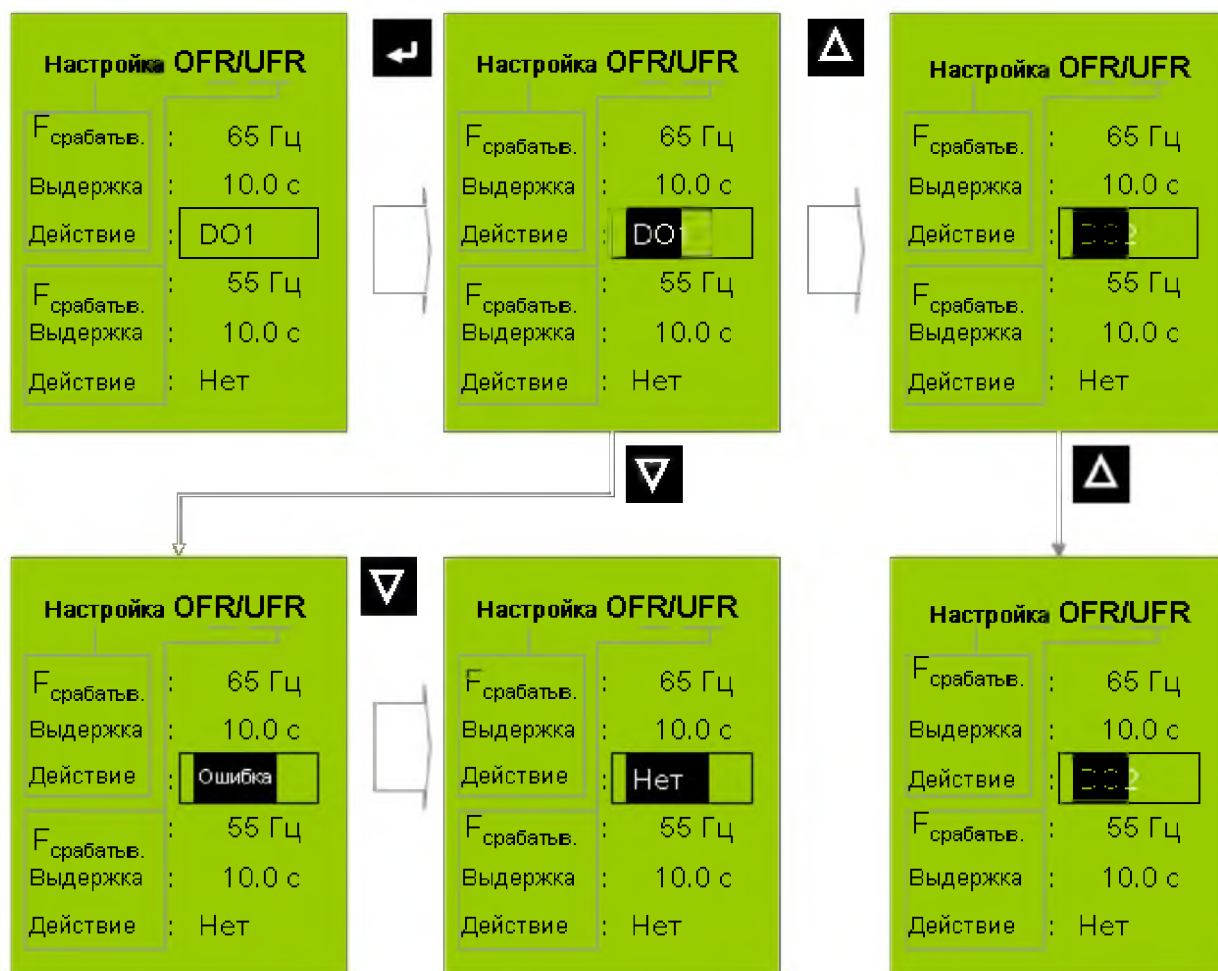 Настройка OFR/UFR
Fсрабатыв. : 65 Гц
Выдержка : 10.0 с
Действие : DO1
Fсрабатыв. : 55 Гц
Выдержка : 10.0 с
Действие : Нет
Настройка OFR/UFR
Fсрабатыв. : 65 Гц
Выдержка : 10.0 с
Действие : DO1
Fсрабатыв. : 55 Гц
Выдержка : 10.0 с
Действие : Нет
Настройка OFR/UFR
Fсрабатыв. : 65 Гц
Выдержка : 10.0 с
Действие : DO2
Fсрабатыв. : 55 Гц
Выдержка : 10.0 с
Действие : Нет
Настройка OFR/UFR
Fсрабатыв. : 65 Гц
Выдержка : 10.0 с
Действие : Ошибка
Fсрабатыв. : 55 Гц
Выдержка : 10.0 с
Действие : Нет
Настройка OFR/UFR
Fсрабатыв. : 65 Гц
Выдержка : 10.0 с
Действие : Нет
Fсрабатыв. : 55 Гц
Выдержка : 10.0 с
Действие : Нет
Настройка OFR/UFR
Fсрабатыв. : 65 Гц
Выдержка : 10.0 с
Действие : DO2
Fсрабатыв. : 55 Гц
Выдержка : 10.0 с
Действие : Нет